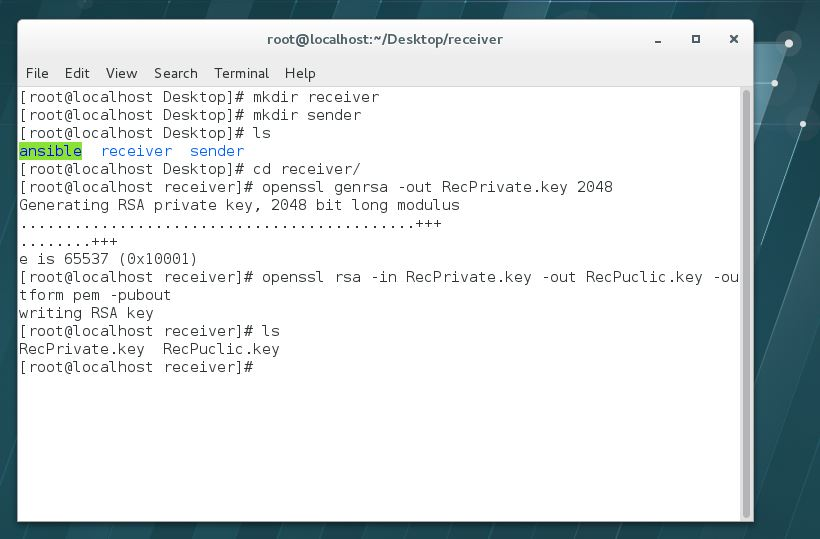 root@localhost:~/Desktop/receiver
File Edit View Search Terminal Help
[root@localhost Desktop]# mkdir receiver
[root@localhost Desktop]# mkdir sender
[root@localhost Desktop]# ls
ansible  receiver  sender
[root@localhost Desktop]# cd receiver/
[root@localhost receiver]# openssl genrsa -out RecPrivate.key 2048
Generating RSA private key, 2048 bit long modulus
............................................+++
........+++
e is 65537 (0x10001)
[root@localhost receiver]# openssl rsa -in RecPrivate.key -out RecPuclic.key -ou
tform pem -pubout
writing RSA key
[root@localhost receiver]# ls
RecPrivate.key  RecPuclic.key
[root@localhost receiver]#